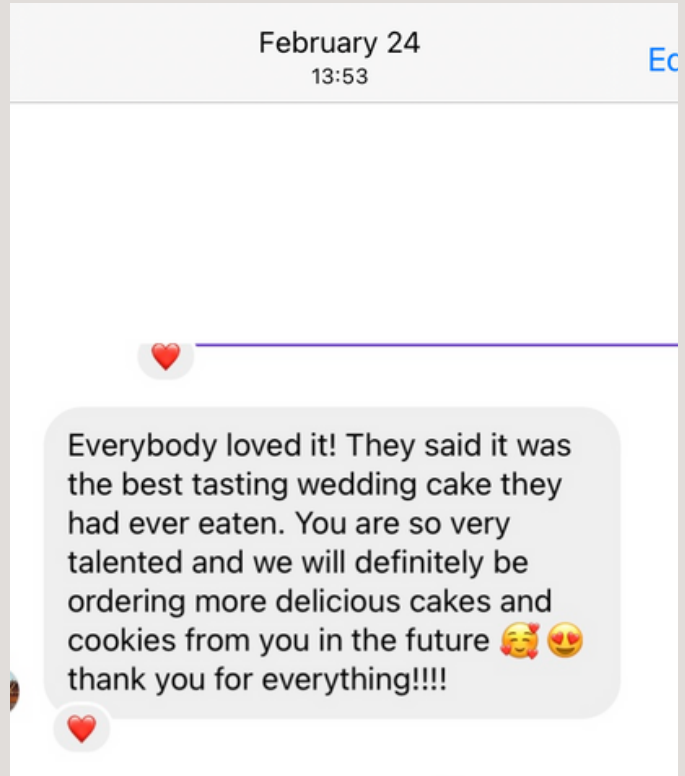 February 24
13:53
Ed
Everybody loved it! They said it was
the best tasting wedding cake they
had ever eaten. You are so very
talented and we will definitely be
ordering more delicious cakes and
cookies from you in the future 🥰 😍
thank you for everything!!!!